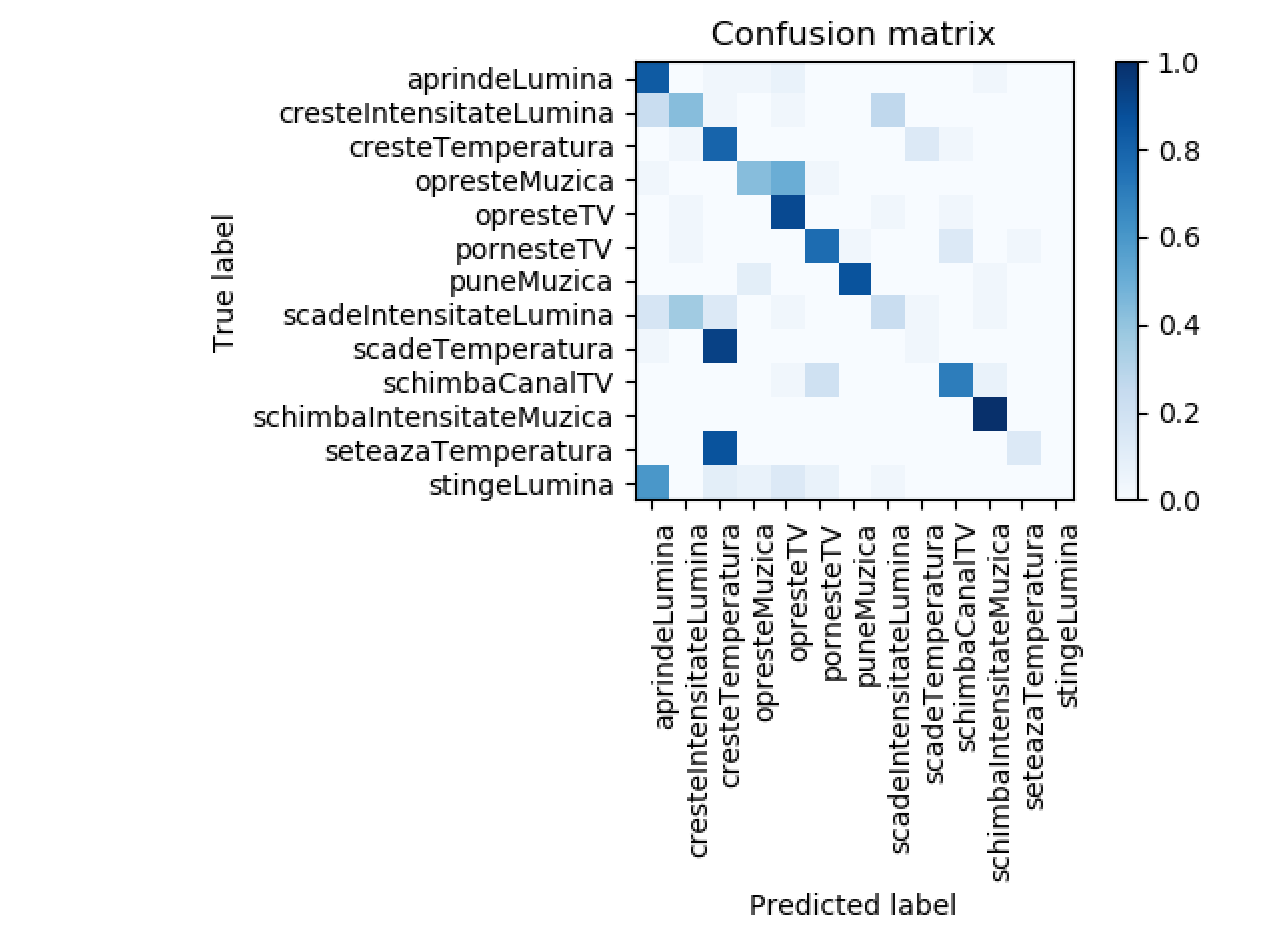 Confusion matrix
True label
aprindeLumina
cresteIntensitateLumina
cresteTemperatura
opresteMuzica
opresteTV
pornesteTV
puneMuzica
scadeIntensitateLumina
scadeTemperatura
schimbaCanalTV
schimbaIntensitateMuzica
seteazaTemperatura
stingeLumina
1.0
0.8
0.6
0.4
0.2
0.0
aprindeLumina
cresteIntensitateLumina
cresteTemperatura
opresteMuzica
opresteTV
pornesteTV
puneMuzica
scadeIntensitateLumina
scadeTemperatura
schimbaCanalTV
schimbaIntensitateMuzica
seteazaTemperatura
stingeLumina
Predicted label